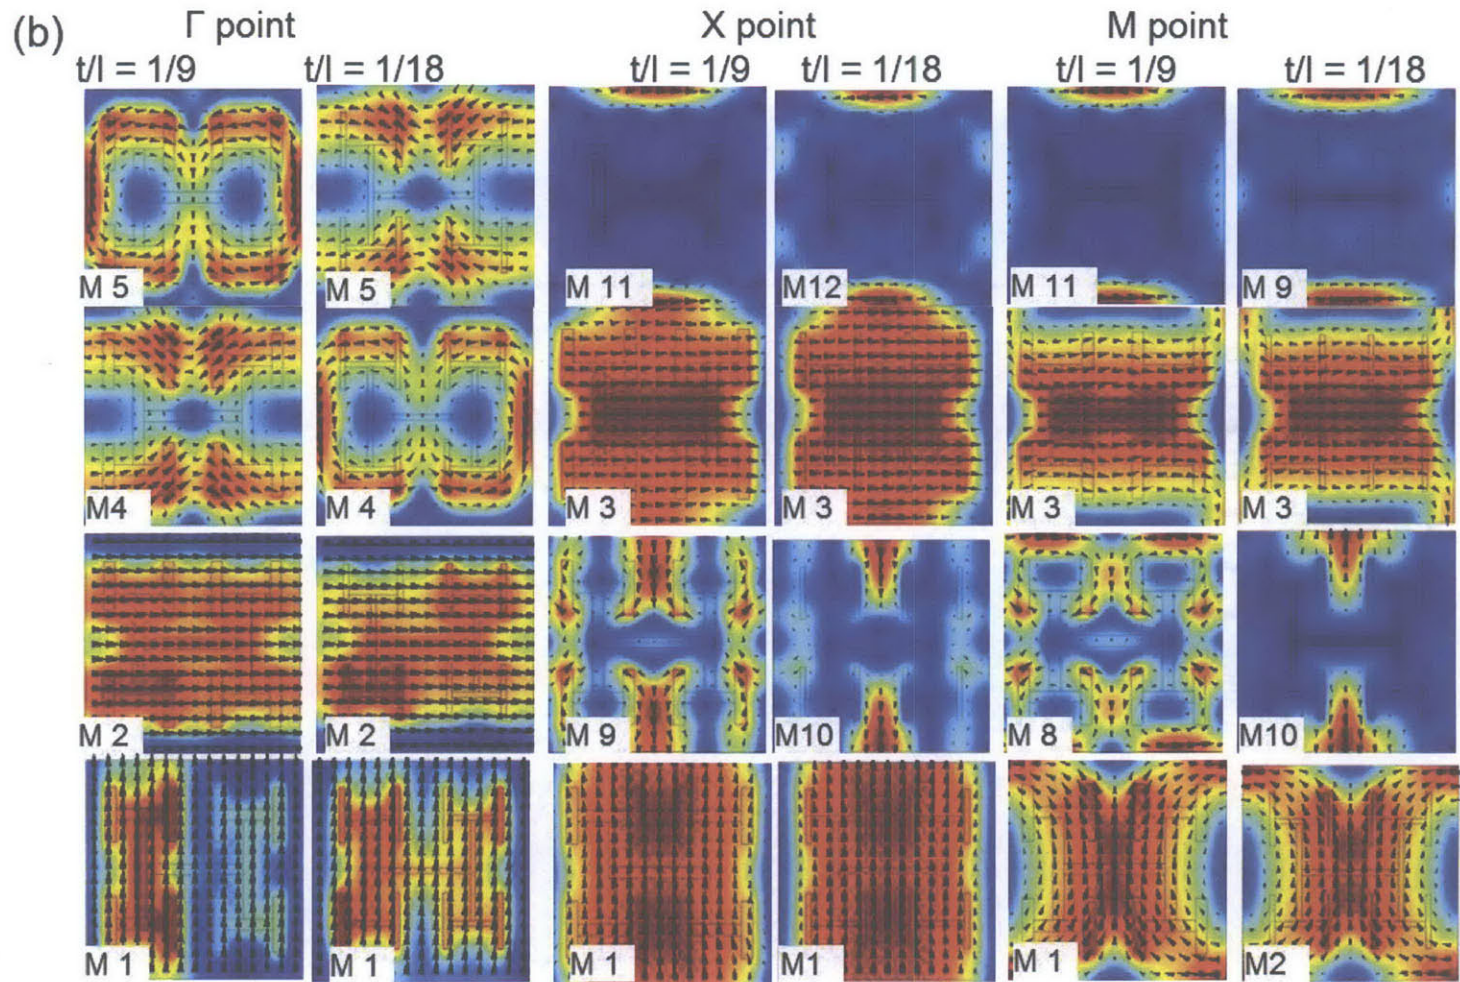 (b) Γ point X point M point
t/l = 1/9 t/l = 1/18 t/l = 1/9 t/l = 1/18 t/l = 1/9 t/l = 1/18
M 5 M 5 M 11 M12 M 11 M 9
M4 M 4 M 3 M 3 M 3 M 3
M 2 M 2 M 9 M10 M 8 M10
M 1 M 1 M 1 M1 M 1 M2